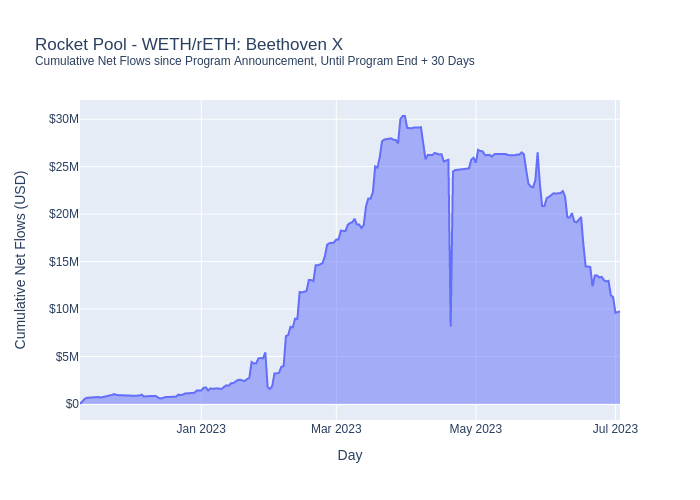 Rocket Pool - WETH/rETH: Beethoven X
Cumulative Net Flows since Program Announcement, Until Program End + 30 Days
Cumulative Net Flows (USD)
$30M
$25M
$20M
$15M
$10M
$5M
$0
Jan 2023
Mar 2023
May 2023
Jul 2023
Day